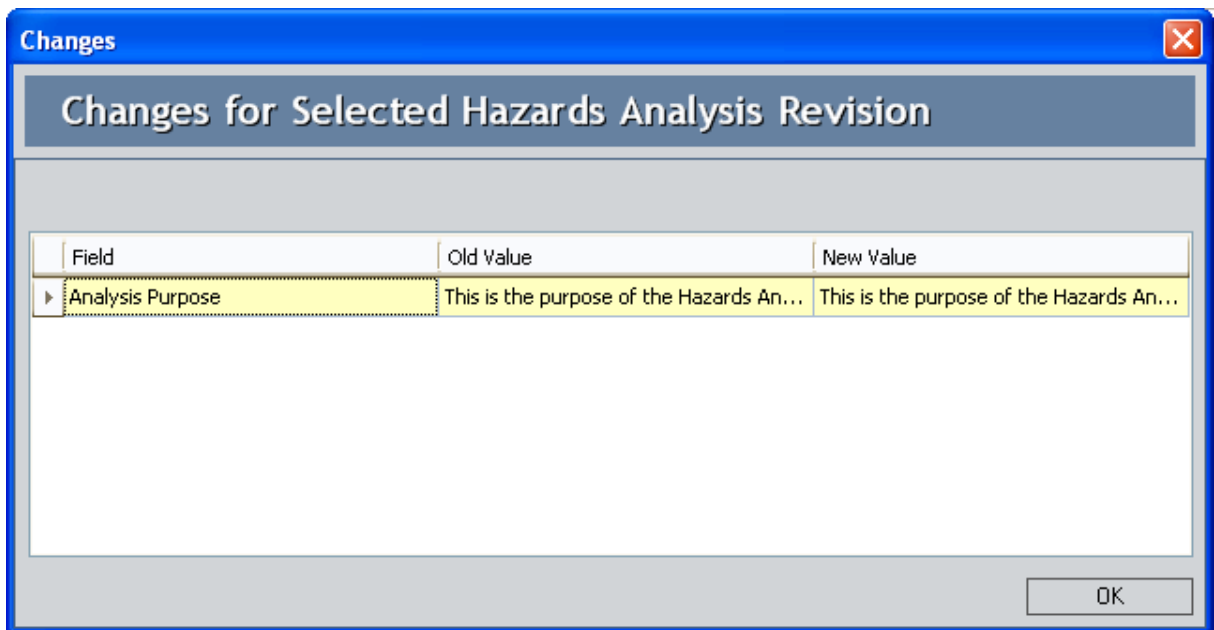 Changes
Changes for Selected Hazards Analysis Revision
Field Old Value New Value
Analysis Purpose This is the purpose of the Hazards An... This is the purpose of the Hazards An...
OK